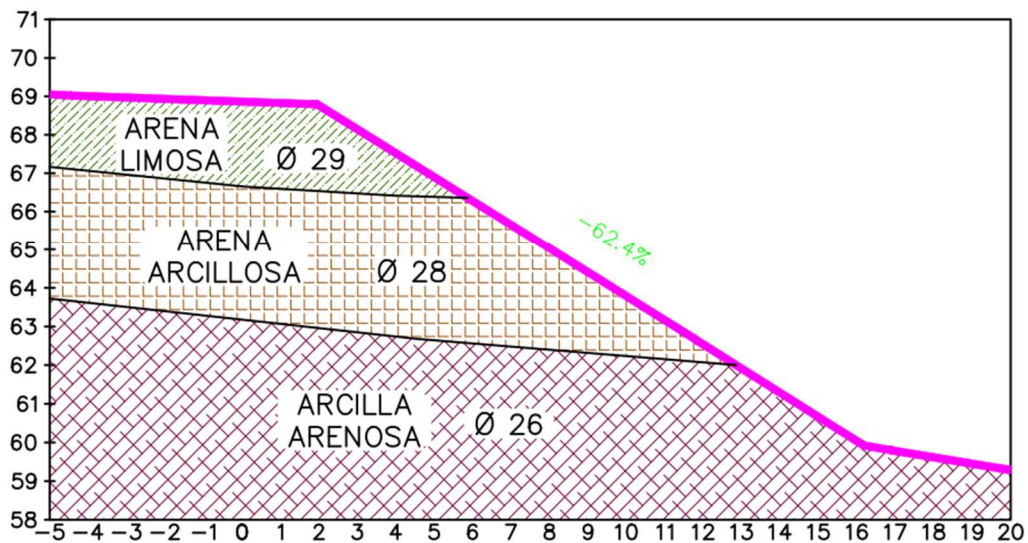 71
70
69
68
67
66
65
64
63
62
61
60
59
58
ARENA
LIMOSA
Ø 29
ARENA
ARCILLOSA
Ø 28
-62.4%
ARCILLA
ARENOSA
Ø 26
-5 -4 -3 -2 -1 0 1 2 3 4 5 6 7 8 9 10 11 12 13 14 15 16 17 18 19 20